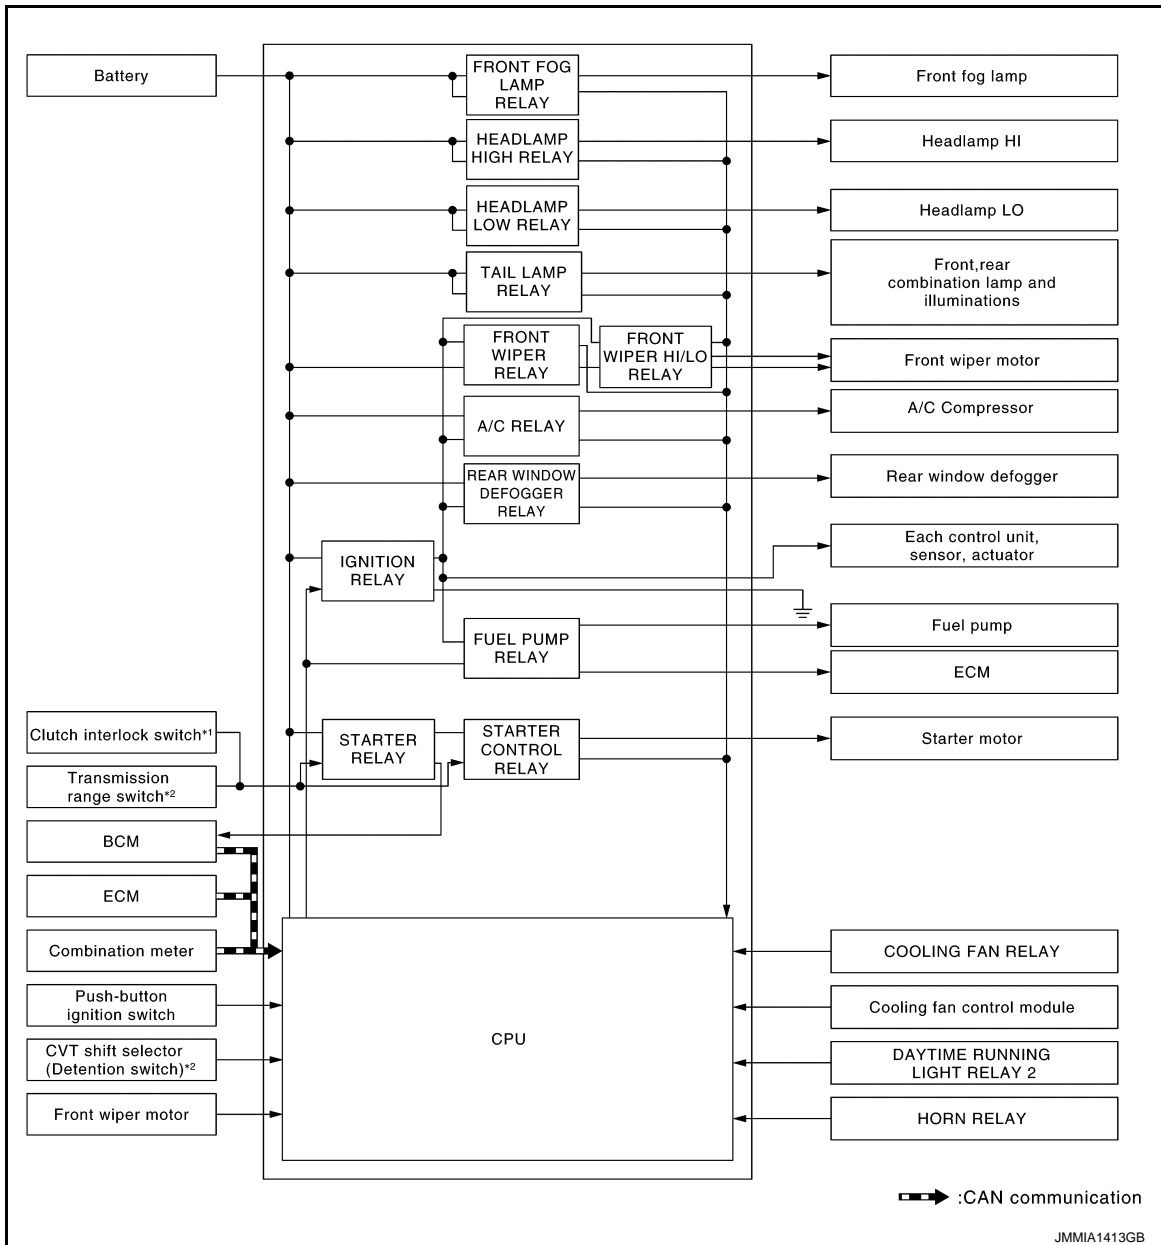 Battery
FRONT FOG
LAMP
RELAY
Front fog lamp
HEADLAMP
HIGH RELAY
Headlamp HI
HEADLAMP
LOW RELAY
Headlamp LO
TAIL LAMP
RELAY
Front,rear
combination lamp and
illuminations
FRONT
WIPER
RELAY
FRONT
WIPER HI/LO
RELAY
Front wiper motor
A/C RELAY
A/C Compressor
REAR WINDOW
DEFOGGER
RELAY
Rear window defogger
IGNITION
RELAY
Each control unit,
sensor, actuator
FUEL PUMP
RELAY
Fuel pump
ECM
Clutch interlock switch*1
STARTER
RELAY
STARTER
CONTROL
RELAY
Starter motor
Transmission
range switch*2
BCM
ECM
Combination meter
Push-button
ignition switch
CVT shift selector
(Detention switch)*2
Front wiper motor
CPU
COOLING FAN RELAY
Cooling fan control module
DAYTIME RUNNING
LIGHT RELAY 2
HORN RELAY
:CAN communication
JMMIA1413GB